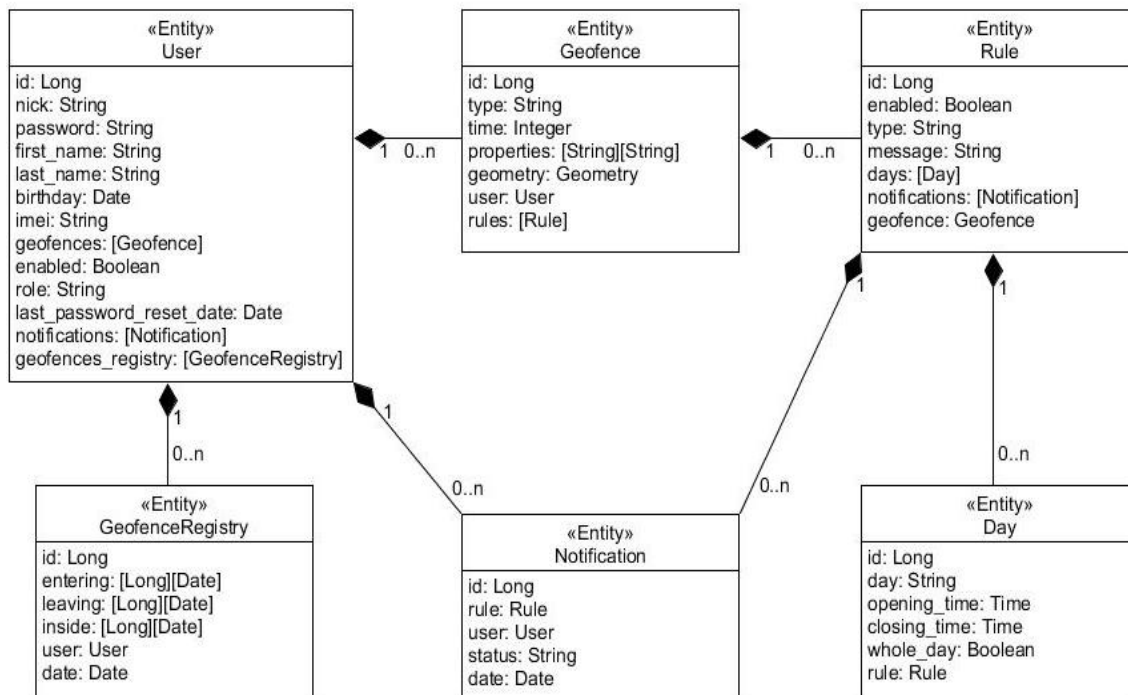 «Entity»
User
id: Long
nick: String
password: String
first_name: String
last_name: String
birthday: Date
imei: String
geofences: [Geofence]
enabled: Boolean
role: String
last_password_reset_date: Date
notifications: [Notification]
geofences_registry: [GeofenceRegistry]
1
0..n
«Entity»
Geofence
id: Long
type: String
time: Integer
properties: [String][String]
geometry: Geometry
user: User
rules: [Rule]
1
0..n
«Entity»
Rule
id: Long
enabled: Boolean
type: String
message: String
days: [Day]
notifications: [Notification]
geofence: Geofence
1
0..n
1
0..n
1
0..n
1
0..n
«Entity»
GeofenceRegistry
id: Long
entering: [Long][Date]
leaving: [Long][Date]
inside: [Long][Date]
user: User
date: Date
«Entity»
Notification
id: Long
rule: Rule
user: User
status: String
date: Date
«Entity»
Day
id: Long
day: String
opening_time: Time
closing_time: Time
whole_day: Boolean
rule: Rule